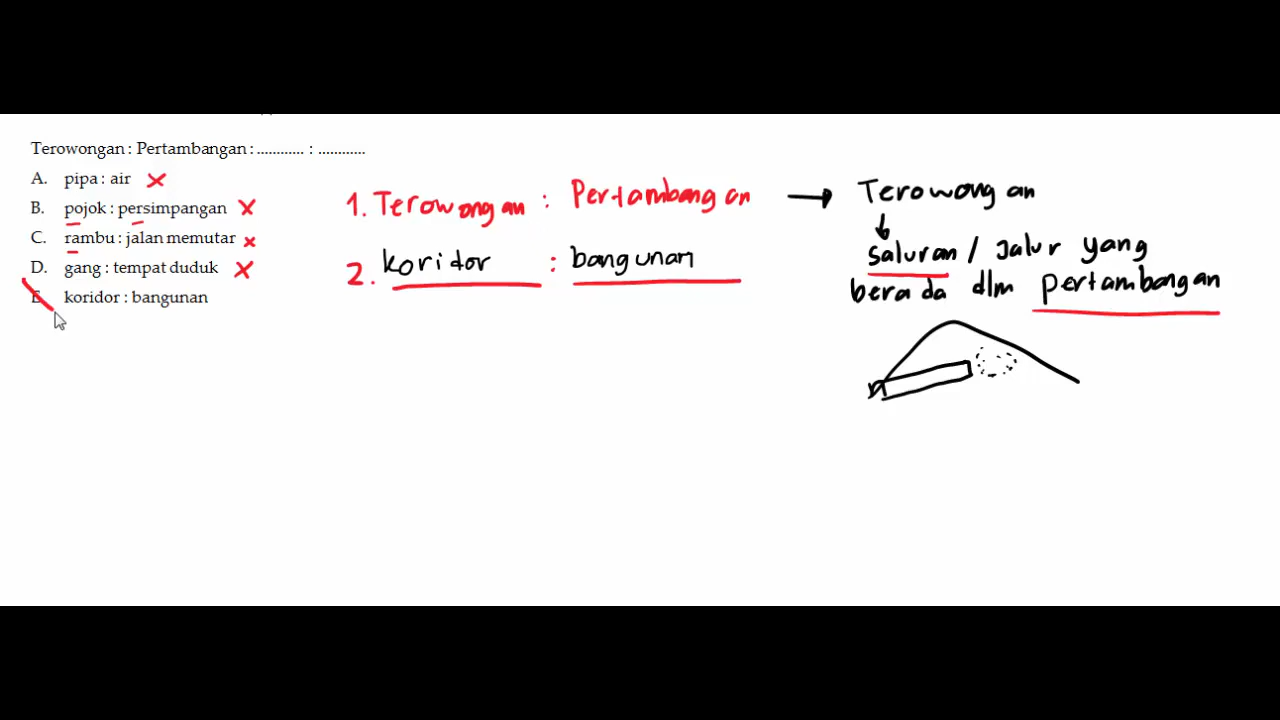 Terowongan : Pertambangan : ............ : ............
A. pipa : air
B. pojok : persimpangan
C. rambu : jalan memutar
D. gang : tempat duduk
E. koridor : bangunan
1. Terowongan : Pertambangan → Terowongan
2. koridor : bangunan
saluran / Jalur yang
berada dlm pertambangan